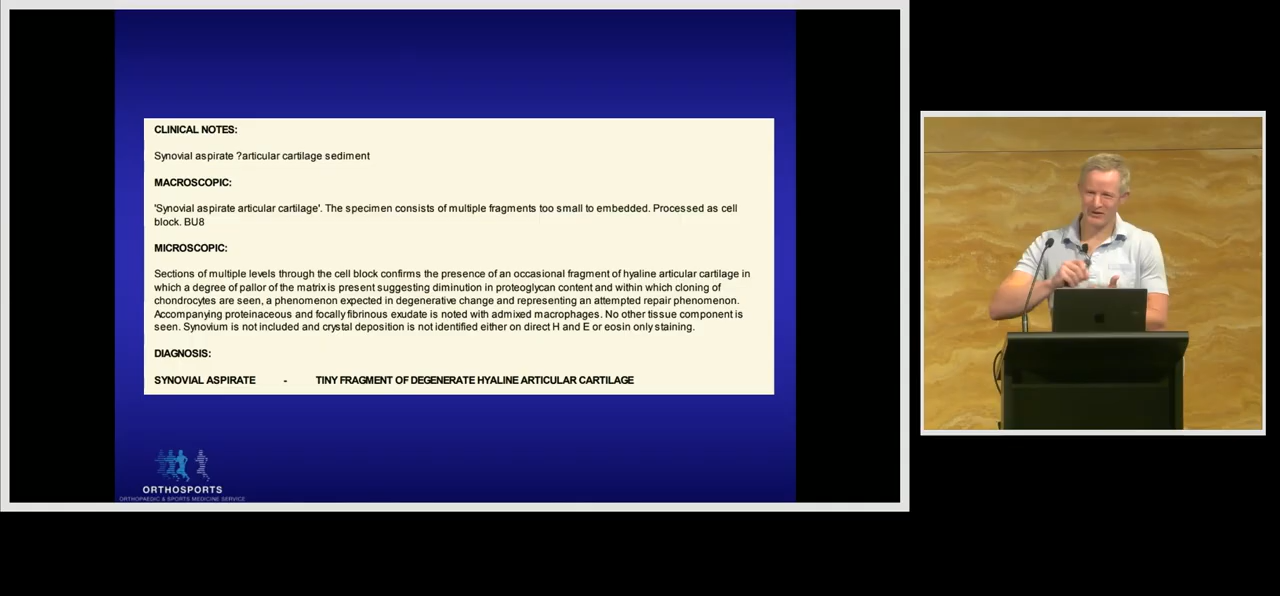 CLINICAL NOTES:
Synovial aspirate ?articular cartilage sediment
MACROSCOPIC:
'Synovial aspirate articular cartilage'. The specimen consists of multiple fragments too small to embedded. Processed as cell
block. BU8
MICROSCOPIC:
Sections of multiple levels through the cell block confirms the presence of an occasional fragment of hyaline articular cartilage in
which a degree of pallor of the matrix is present suggesting diminution in proteoglycan content and within which cloning of
chondrocytes are seen, a phenomenon expected in degenerative change and representing an attempted repair phenomenon.
Accompanying proteinaceous and focally fibrinous exudate is noted with admixed macrophages. No other tissue component is
seen. Synovium is not included and crystal deposition is not identified either on direct H and E or eosin only staining.
DIAGNOSIS:
SYNOVIAL ASPIRATE - TINY FRAGMENT OF DEGENERATE HYALINE ARTICULAR CARTILAGE
ORTHOSPORTS
ORTHOPAEDIC & SPORTS MEDICINE SERVICE